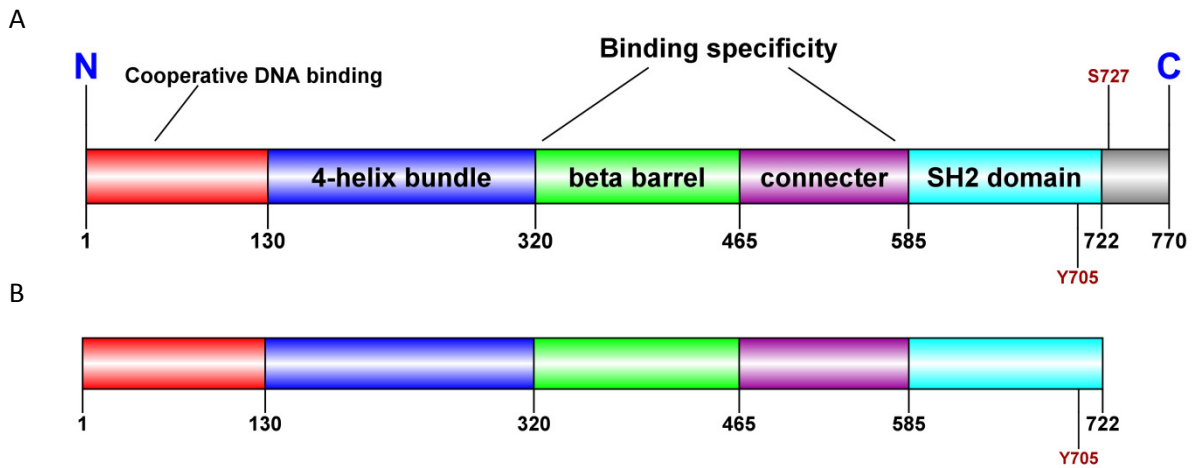 A
N
Cooperative DNA binding
Binding specificity
S727
C
4-helix bundle
beta barrel
connecter
SH2 domain
1
130
320
465
585
722
770
Y705
B
1
130
320
465
585
722
Y705